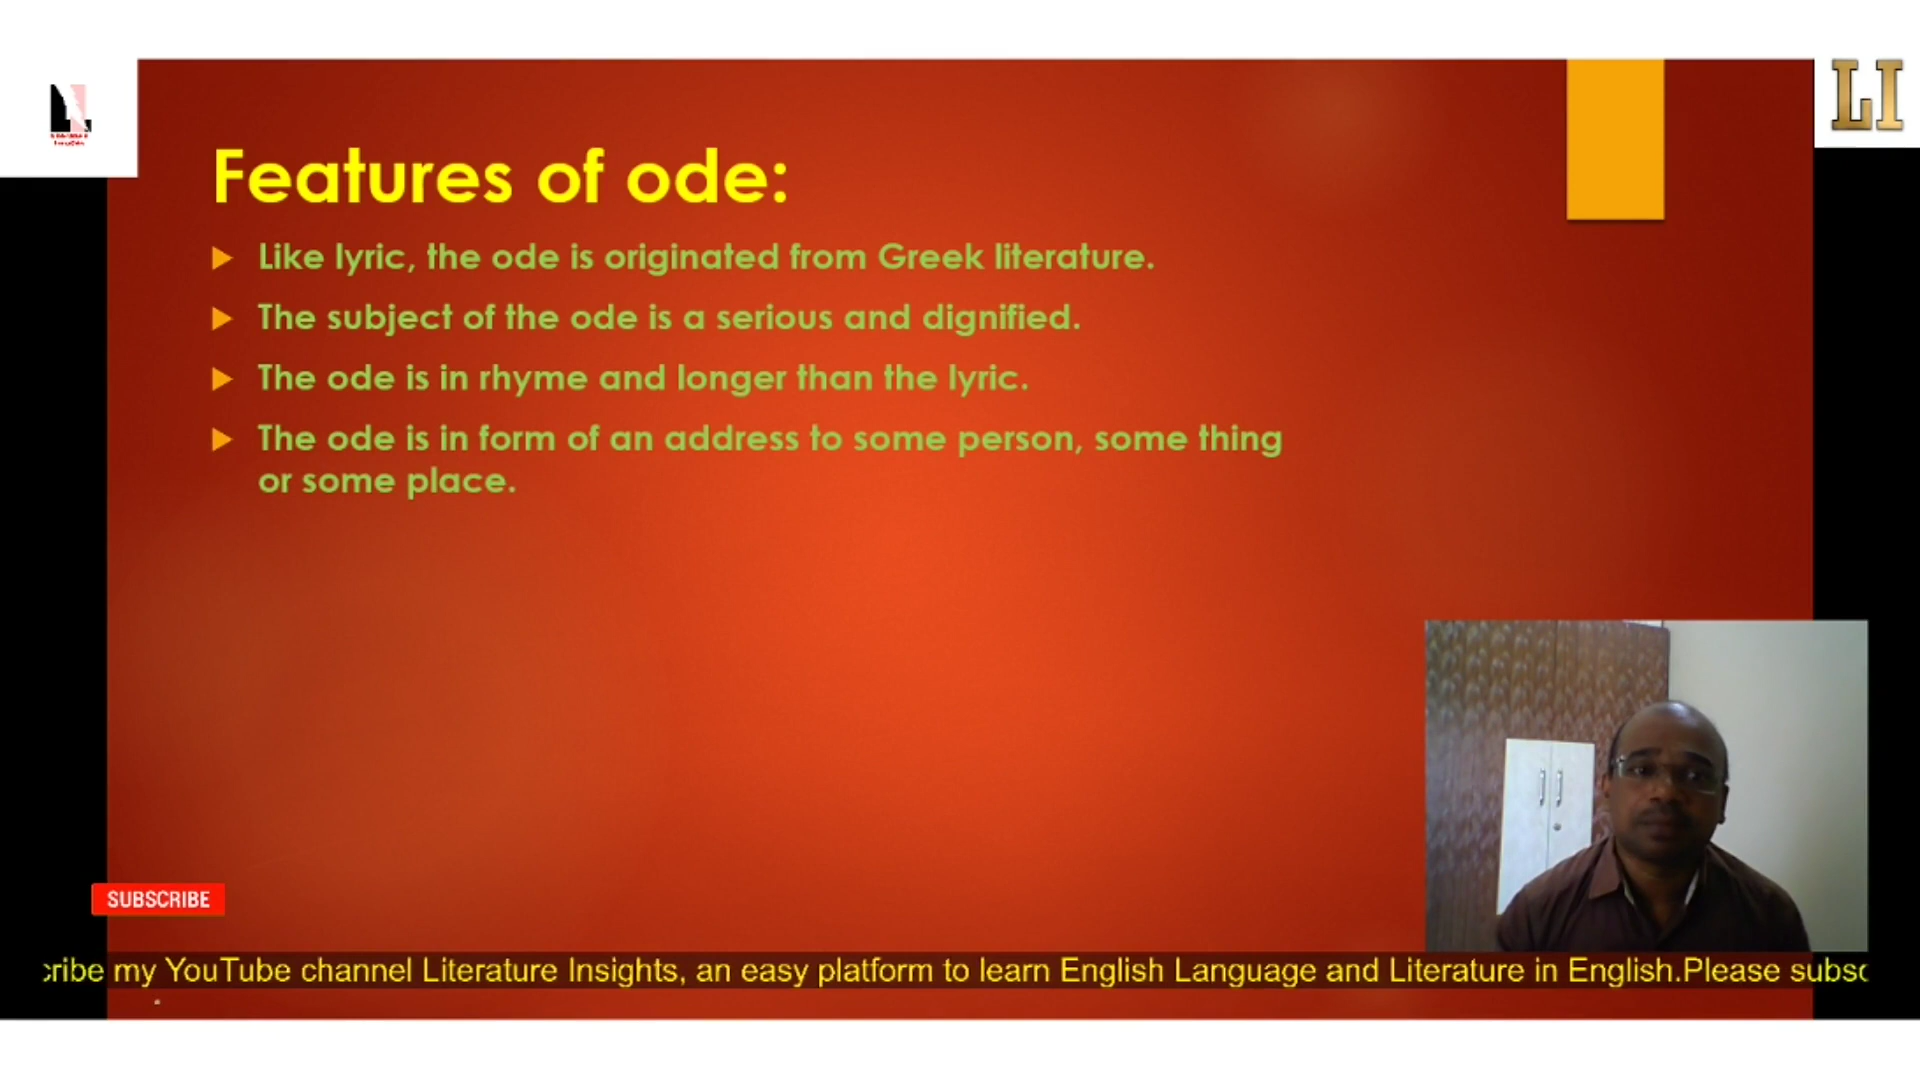 LI
Features of ode:
Like lyric, the ode is originated from Greek literature.
The subject of the ode is a serious and dignified.
The ode is in rhyme and longer than the lyric.
The ode is in form of an address to some person, some thing
or some place.
SUBSCRIBE
cribe my YouTube channel Literature Insights, an easy platform to learn English Language and Literature in English.Please subsc